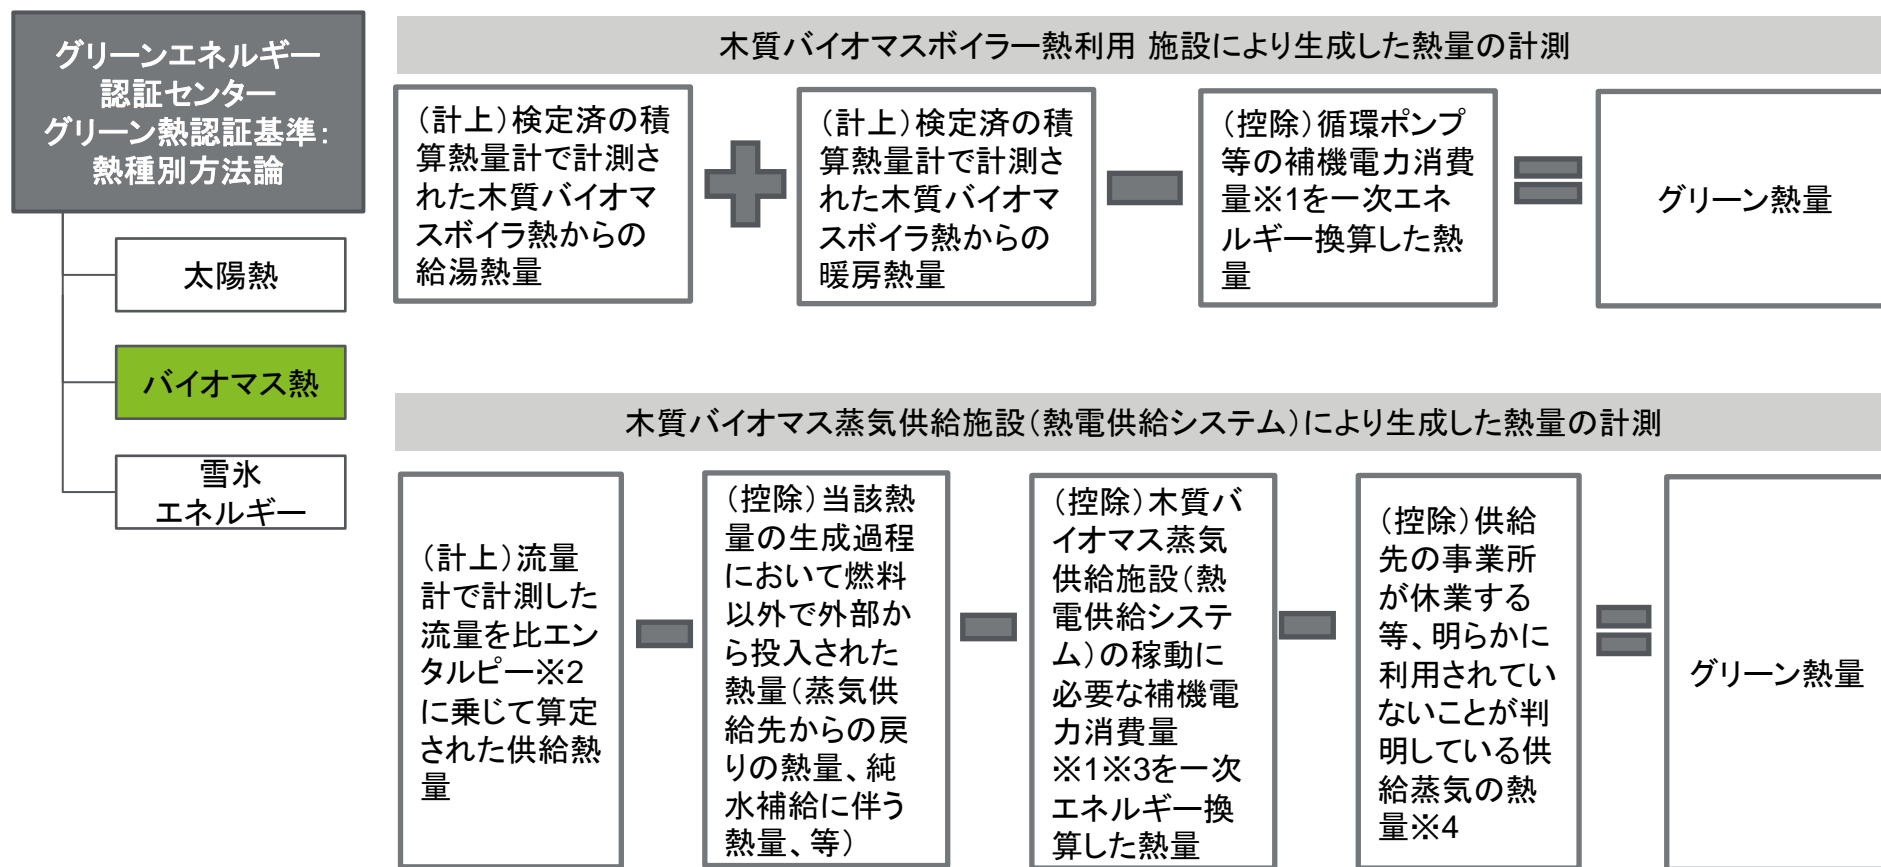 グリーンエネルギー
認証センター
グリーン熱認証基準：
熱種別方法論
太陽熱
バイオマス熱
雪氷
エネルギー
木質バイオマスボイラー熱利用 施設により生成した熱量の計測
（計上）検定済の積
算熱量計で計測さ
れた木質バイオマ
スボイラ熱からの
給湯熱量
（計上）検定済の積
算熱量計で計測さ
れた木質バイオマ
スボイラ熱からの
暖房熱量
（控除）循環ポンプ
等の補機電力消費
量※1を一次エネ
ルギー換算した熱
量
グリーン熱量
木質バイオマス蒸気供給施設（熱電供給システム）により生成した熱量の計測
（計上）流量
計で計測した
流量を比エン
タルピー※2
に乗じて算定
された供給熱
量
（控除）当該熱
量の生成過程
において燃料
以外で外部か
ら投入された
熱量（蒸気供
給先からの戻
りの熱量、純
水補給に伴う
熱量、等）
（控除）木質バ
イオマス蒸気
供給施設（熱
電供給システ
ム）の稼動に
必要な補機電
力消費量
※1※3を一次
エネルギー換
算した熱量
（控除）供給
先の事業所
が休業する
等、明らかに
利用されてい
ないことが判
明している供
給蒸気の熱
量※4
グリーン熱量